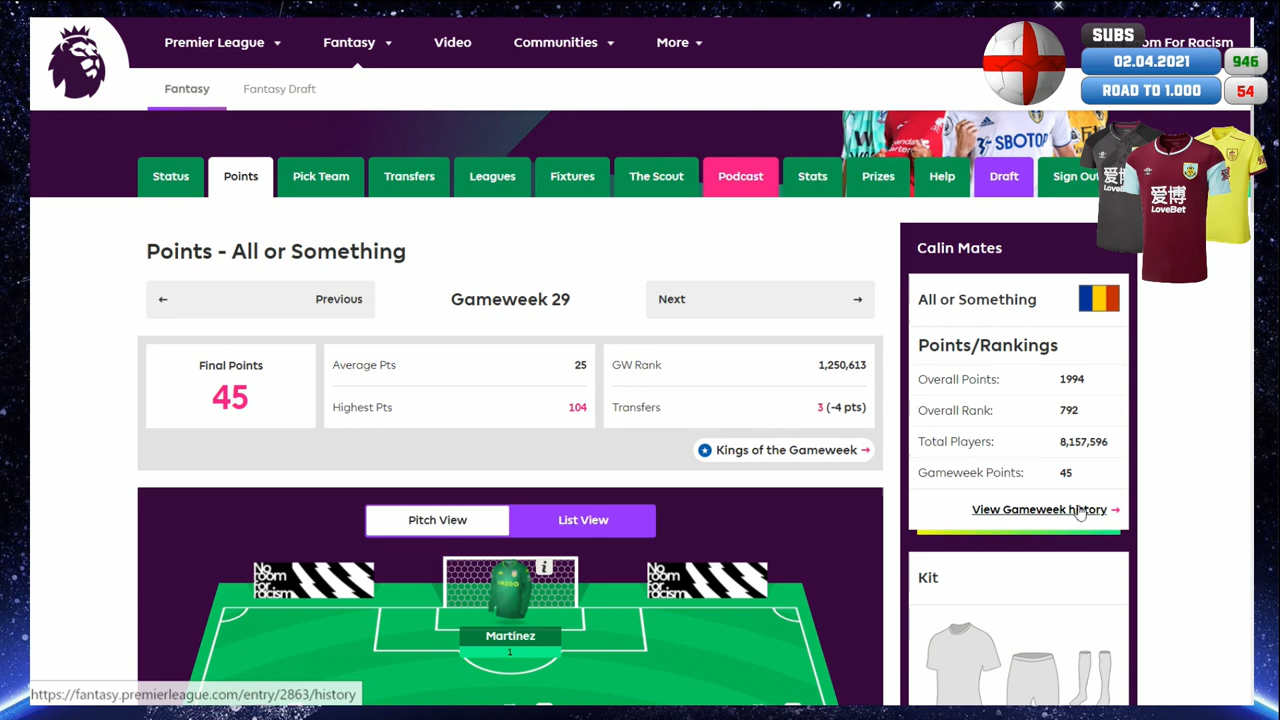 Premier League
Fantasy
Video
Communities
More
om For Racism
SUBS
02.04.2021
946
ROAD TO 1.000
54
Fantasy
Fantasy Draft
SBOTOP
Status
Points
Pick Team
Transfers
Leagues
Fixtures
The Scout
Podcast
Stats
Prizes
Help
Draft
Sign Out
爱博
LoveBet
Points - All or Something
← Previous
Gameweek 29
Next →
Final Points
45
Average Pts 25
Highest Pts 104
GW Rank 1,250,613
Transfers 3 (-4 pts)
Kings of the Gameweek →
Pitch View
List View
No room for racism
No room for racism
i
Martínez
1
Calin Mates
All or Something
Points/Rankings
Overall Points: 1994
Overall Rank: 792
Total Players: 8,157,596
Gameweek Points: 45
View Gameweek history →
Kit
https://fantasy.premierleague.com/entry/2863/history